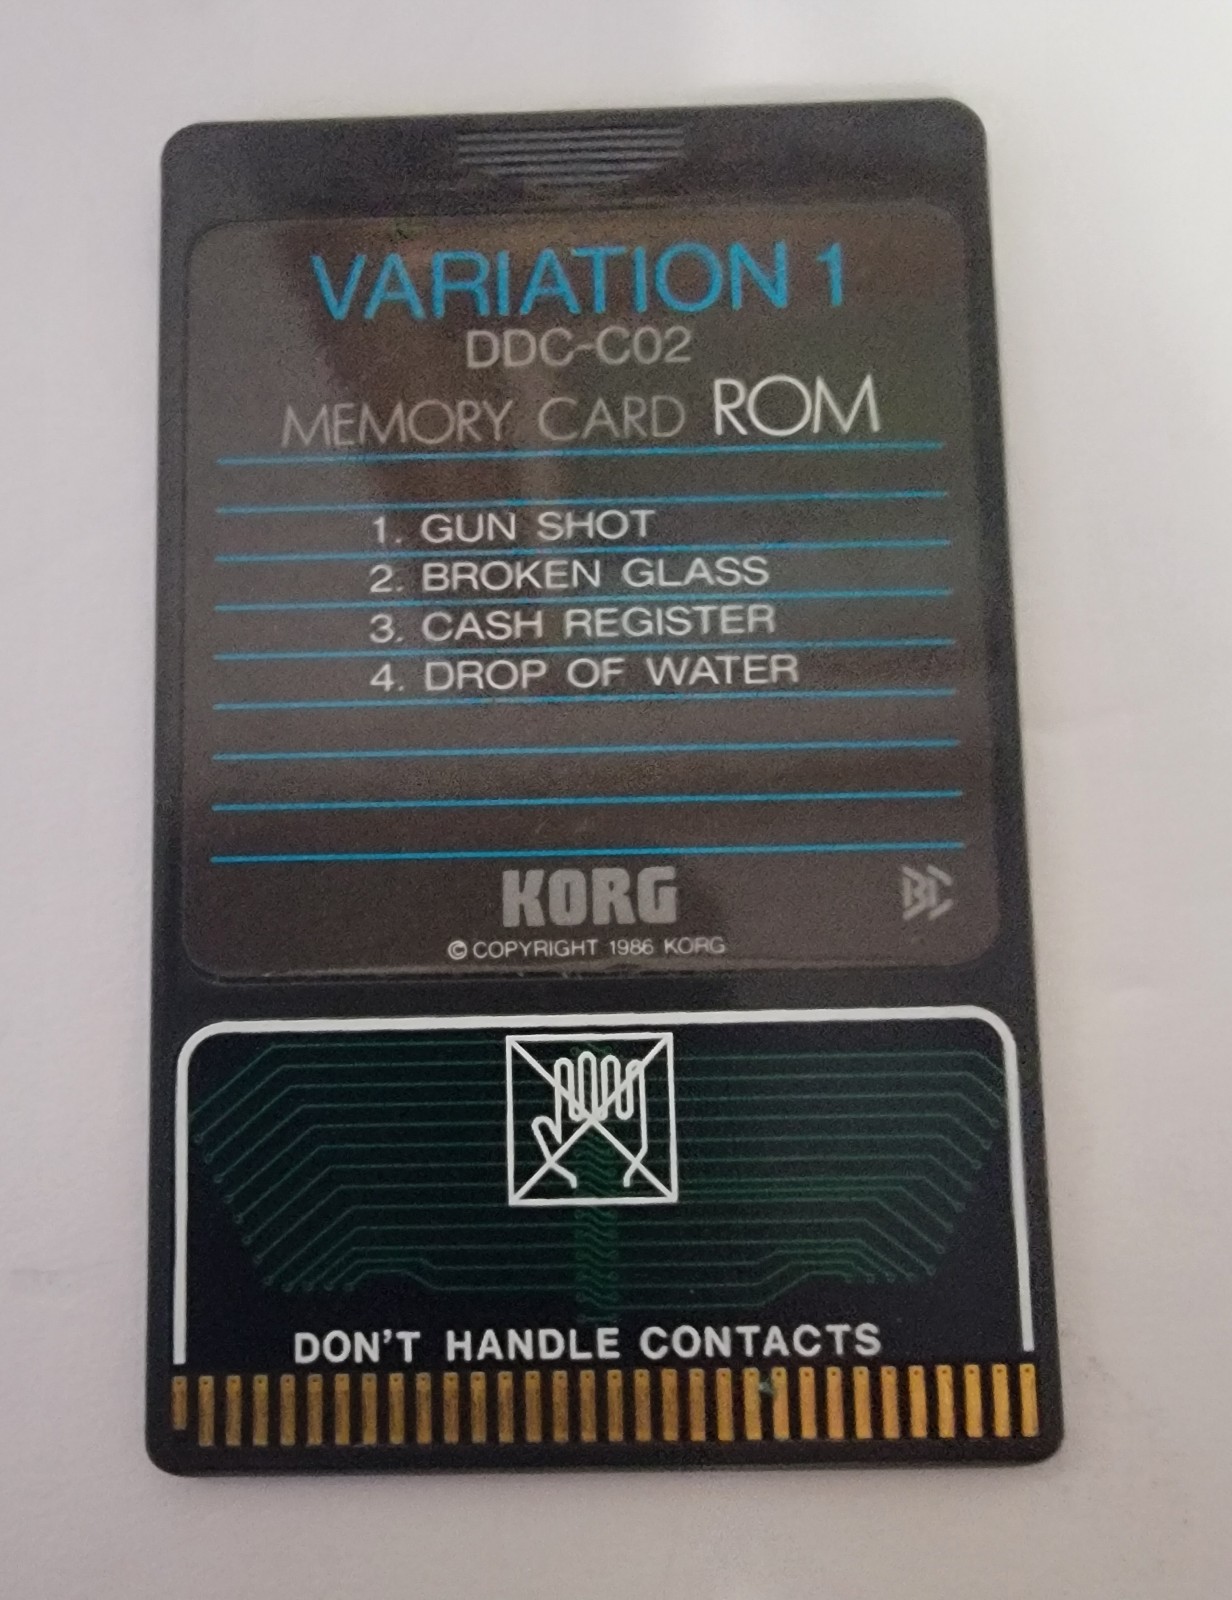 VARIATION 1
DDC-C02
MEMORY CARD ROM
1. GUN SHOT
2. BROKEN GLASS
3. CASH REGISTER
4. DROP OF WATER
KORG
© COPYRIGHT 1986 KORG
DON'T HANDLE CONTACTS